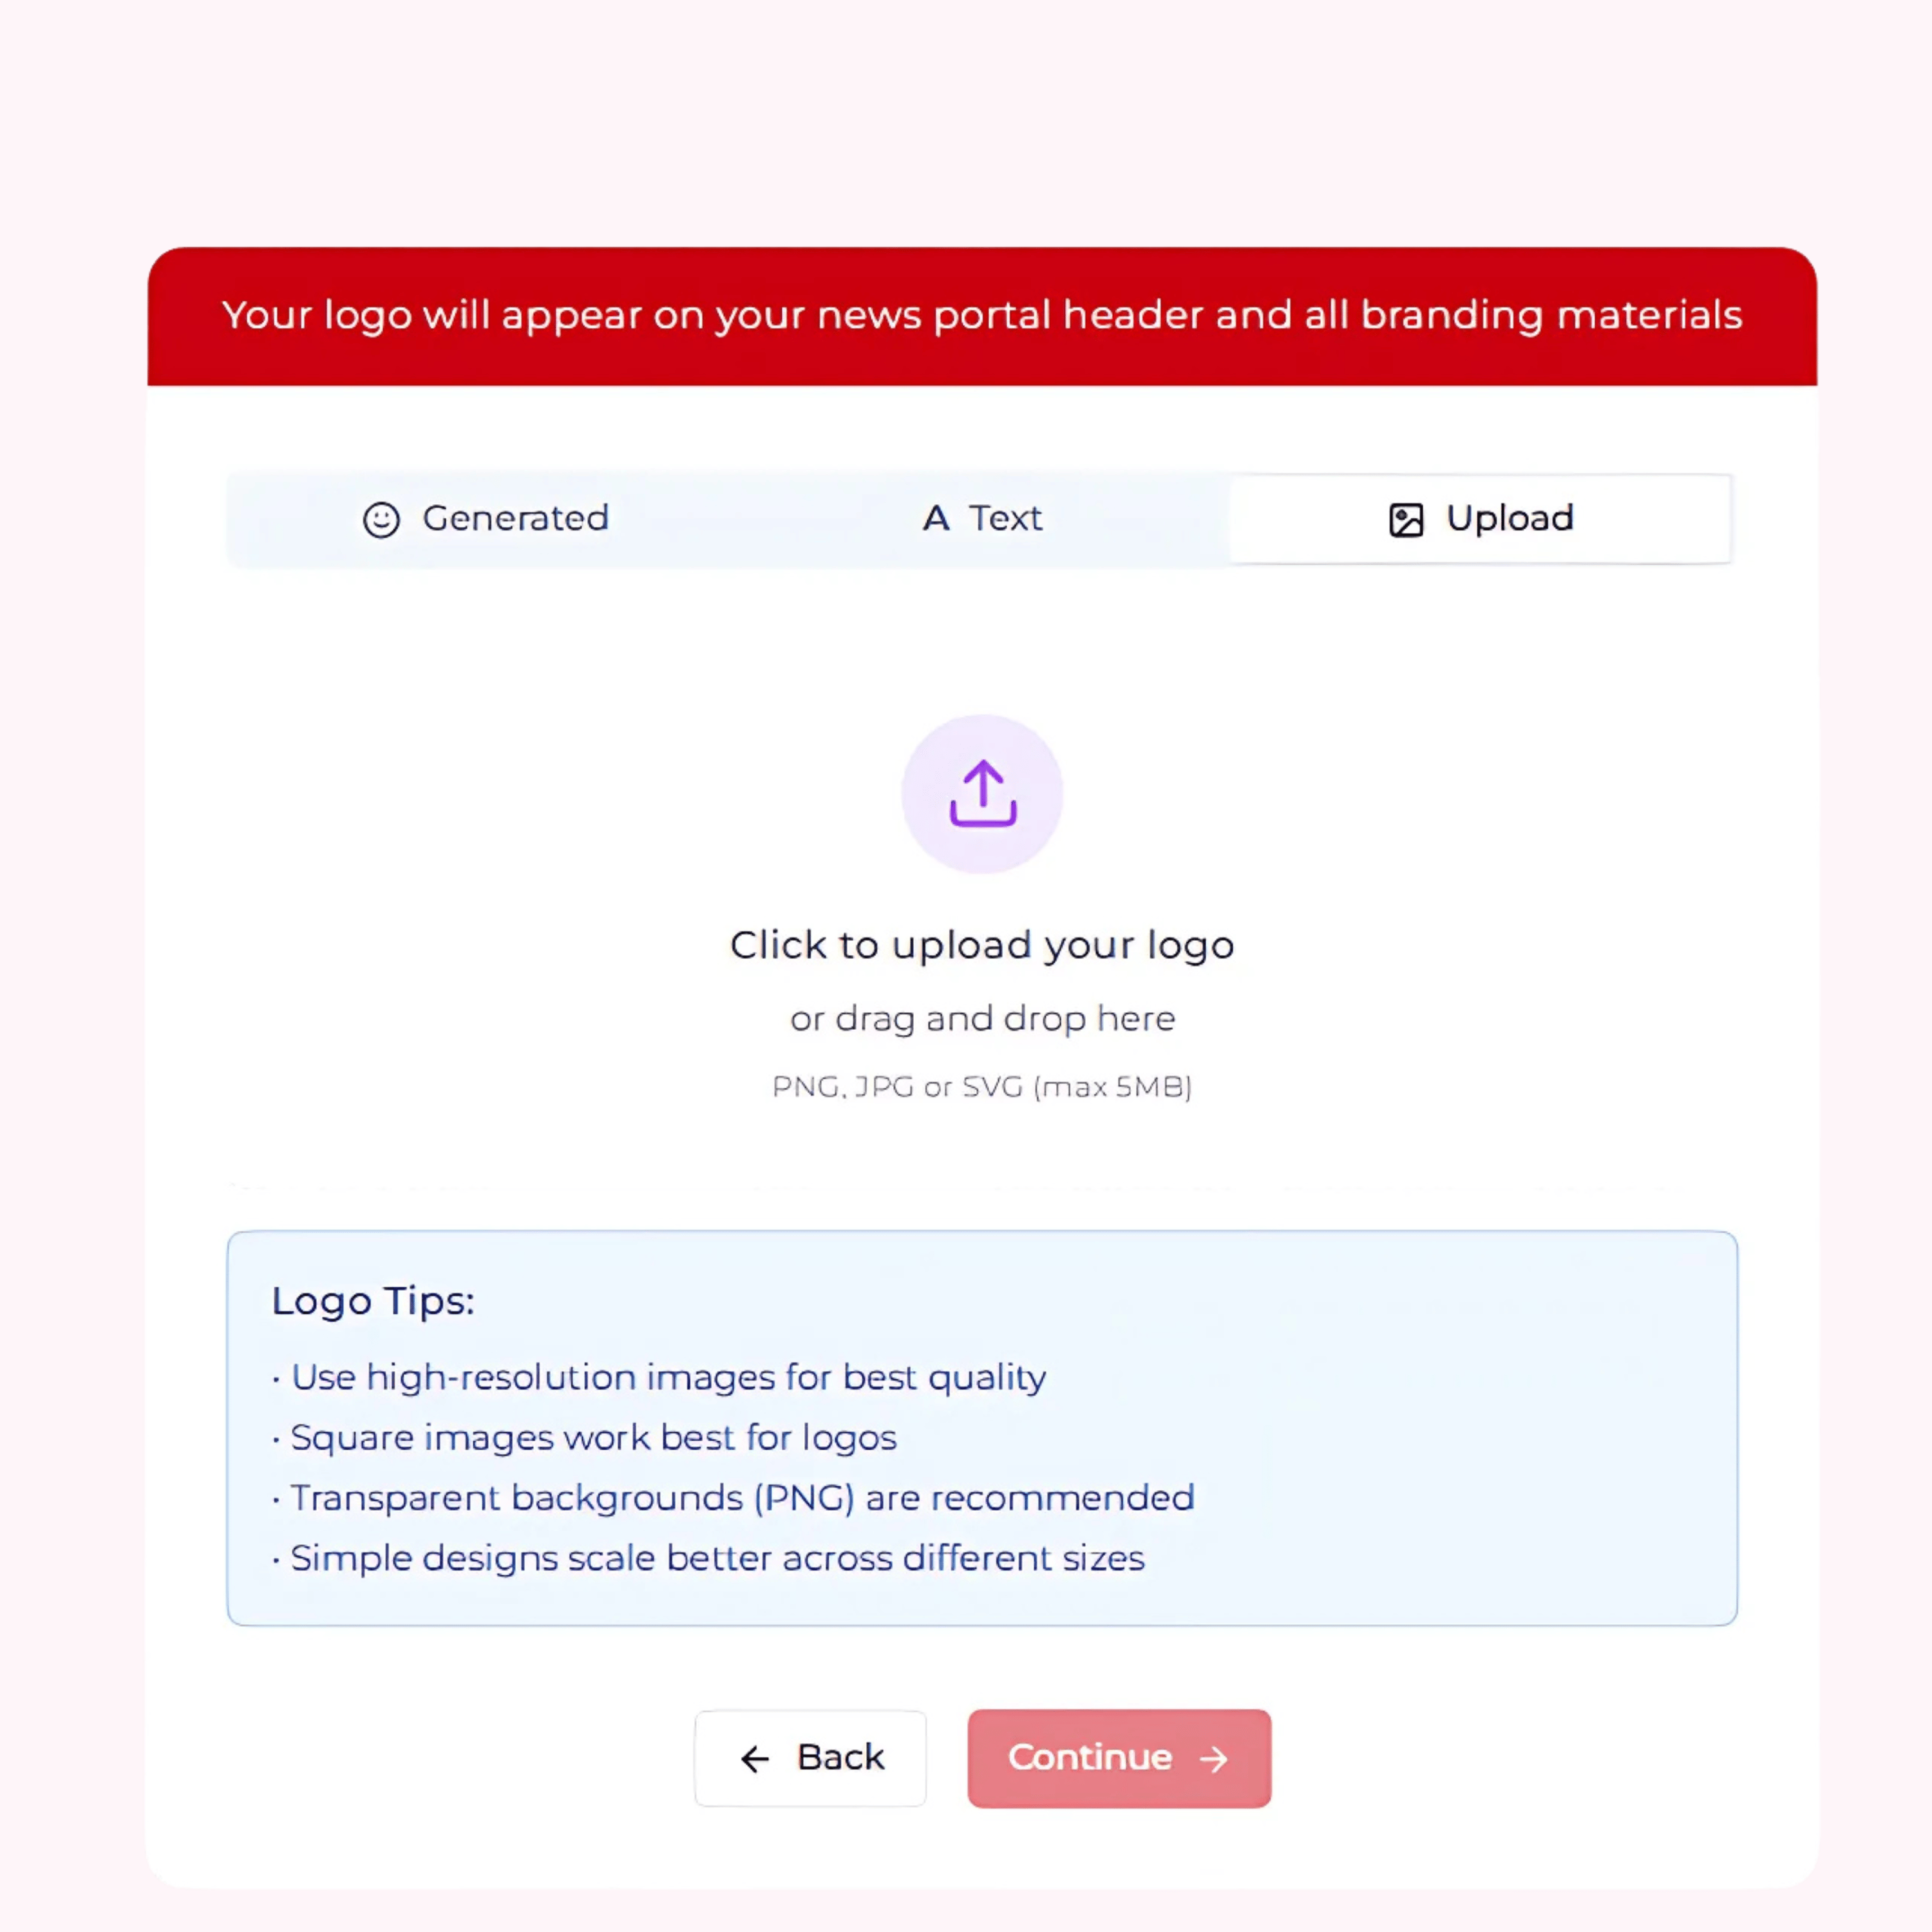 Your logo will appear on your news portal header and all branding materials
Generated
A Text
Upload
Click to upload your logo
or drag and drop here
PNG, JPG or SVG (max 5MB)
Logo Tips:
· Use high-resolution images for best quality
· Square images work best for logos
· Transparent backgrounds (PNG) are recommended
· Simple designs scale better across different sizes
← Back
Continue →